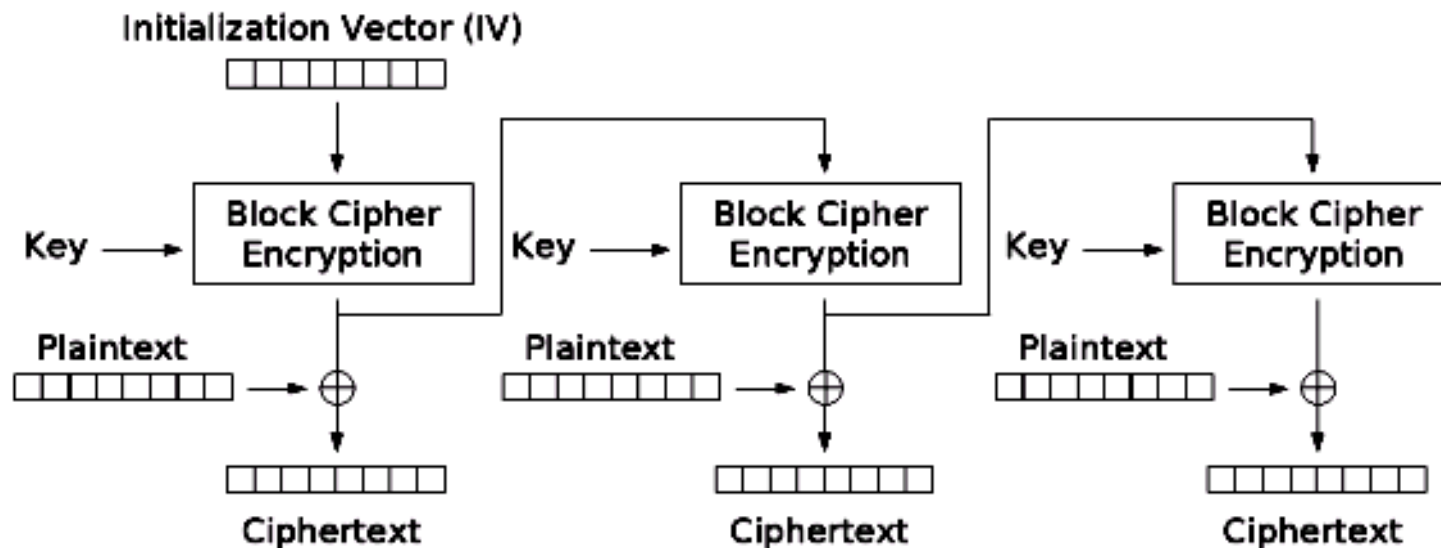 Initialization Vector (IV)
Block Cipher
Encryption
Block Cipher
Encryption
Block Cipher
Encryption
Key
Key
Key
Plaintext
Plaintext
Plaintext
Ciphertext
Ciphertext
Ciphertext